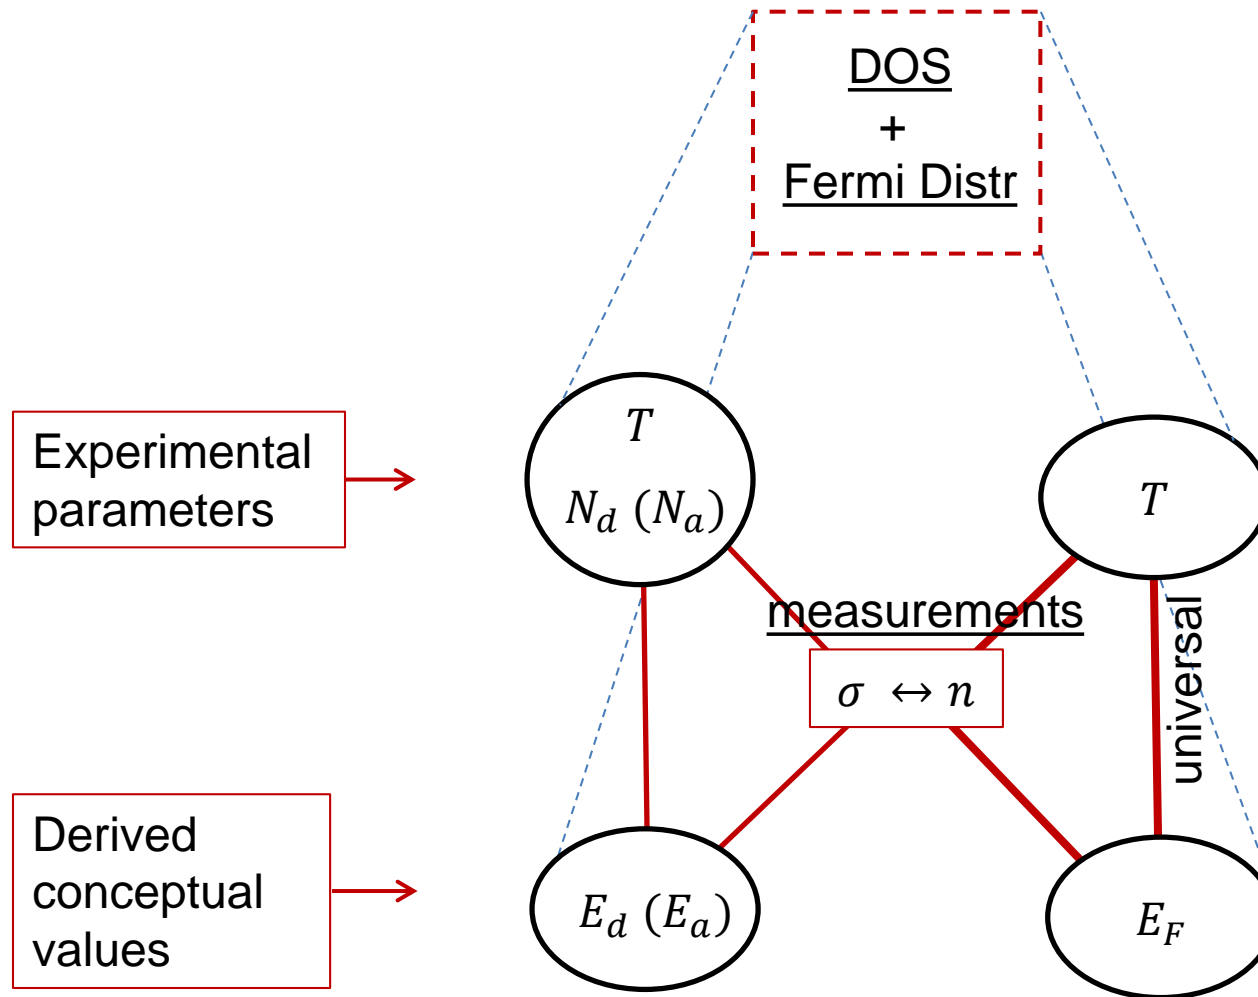 DOS
+
Fermi Distr
Experimental
parameters
T
N_d (N_a)
T
measurements
σ ↔ n
universal
Derived
conceptual
values
E_d (E_a)
E_F